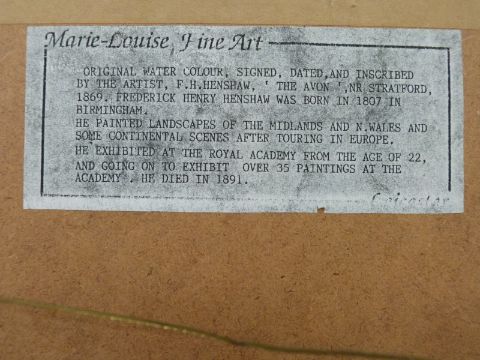 Marie-Louise Fine Art
ORIGINAL WATER COLOUR, SIGNED, DATED,AND INSCRIBED
BY THE ARTIST, F.H.HENSHAW, ' THE AVON ',NR STRATFORD,
1869. FREDERICK HENRY HENSHAW WAS BORN IN 1807 IN
BIRMINGHAM.
HE PAINTED LANDSCAPES OF THE MIDLANDS AND N.WALES AND
SOME CONTINENTAL SCENES AFTER TOURING IN EUROPE.
HE EXHIBITED AT THE ROYAL ACADEMY FROM THE AGE OF 22,
AND GOING ON TO EXHIBIT OVER 35 PAINTINGS AT THE
ACADEMY . HE DIED IN 1891.
Leicester